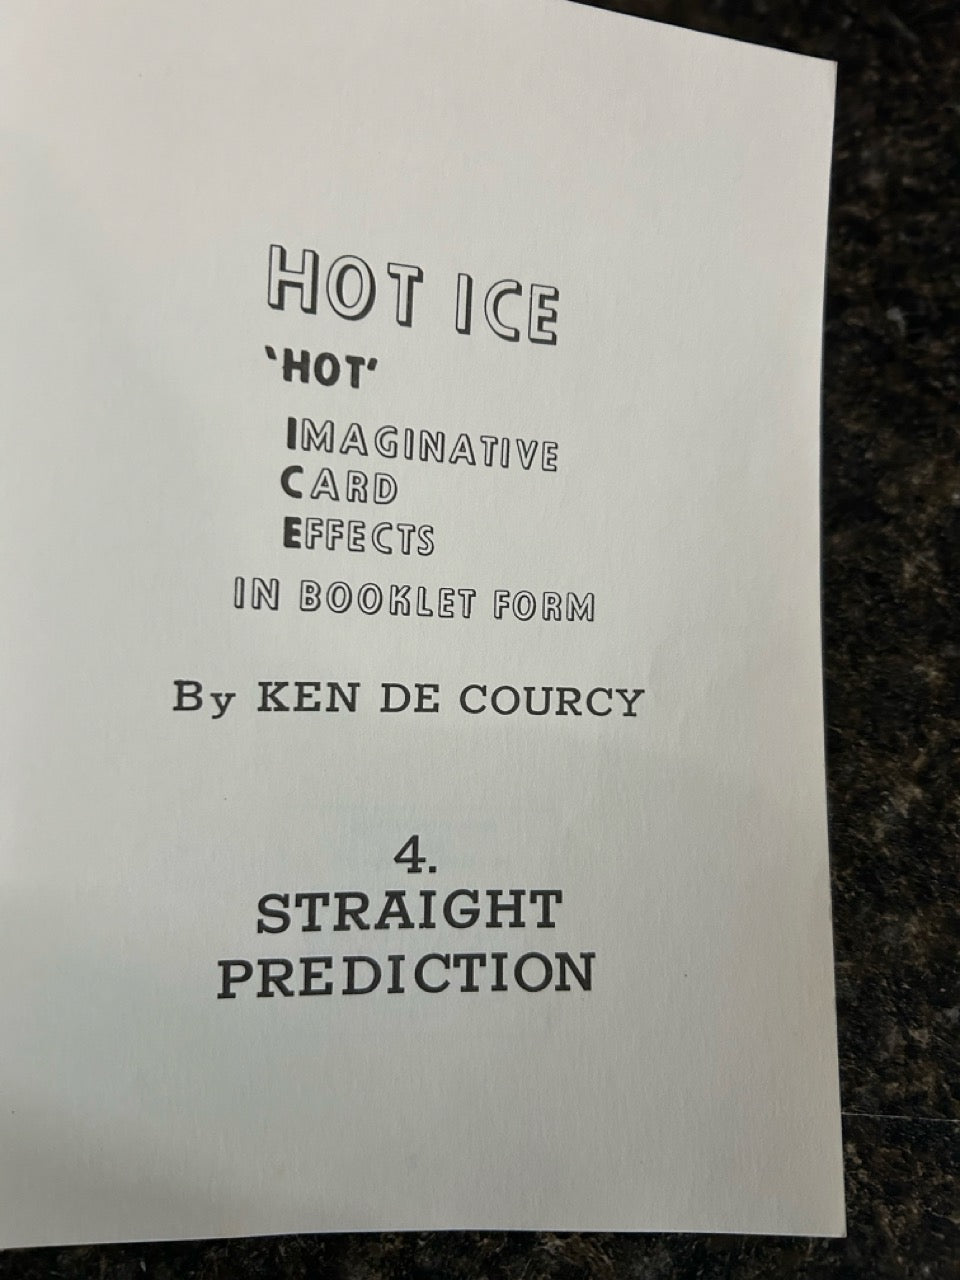 HOT ICE
‘HOT’
IMAGINATIVE
CARD
EFFECTS
IN BOOKLET FORM
By KEN DE COURCY
4.
STRAIGHT
PREDICTION